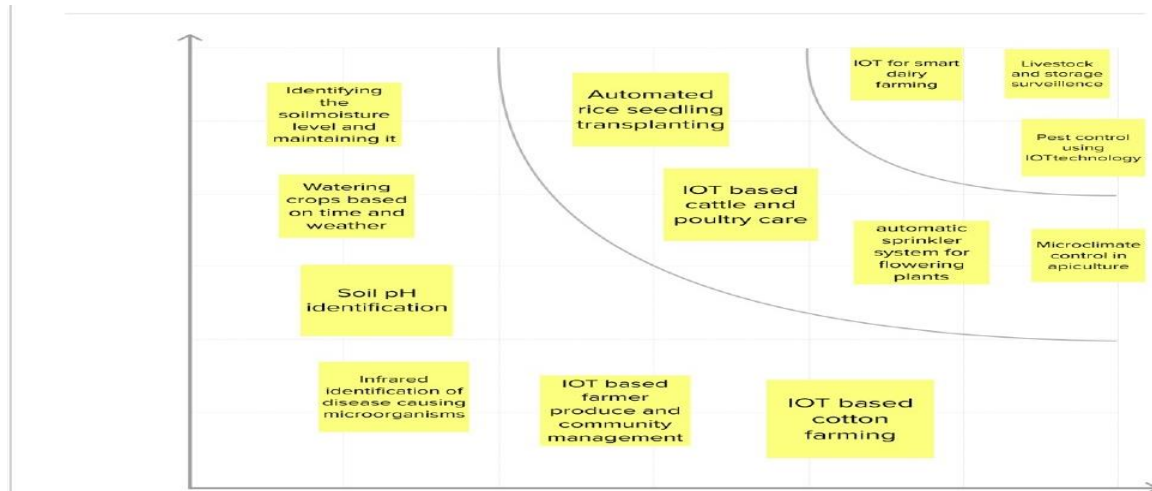 Identifying
the
soilmoisture
level and
maintaining it
Automated
rice seedling
transplanting
IOT for smart
dairy
farming
Livestock
and storage
surveillence
Pest control
using
IOTtechnology
Watering
crops based
on time and
weather
IOT based
cattle and
poultry care
automatic
sprinkler
system for
flowering
plants
Microclimate
control in
apiculture
Soil pH
identification
Infrared
identification of
disease causing
microorganisms
IOT based
farmer
produce and
community
management
IOT based
cotton
farming